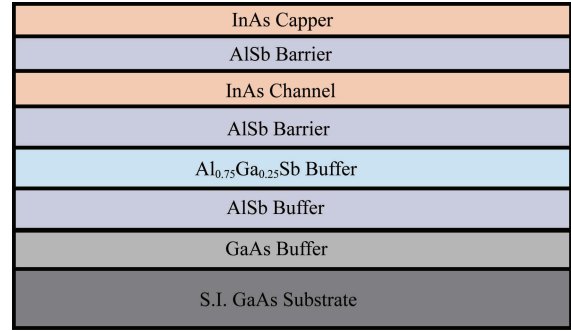 InAs Capper
AlSb Barrier
InAs Channel
AlSb Barrier
Al₀.₇₅Ga₀.₂₅Sb Buffer
AlSb Buffer
GaAs Buffer
S.I. GaAs Substrate